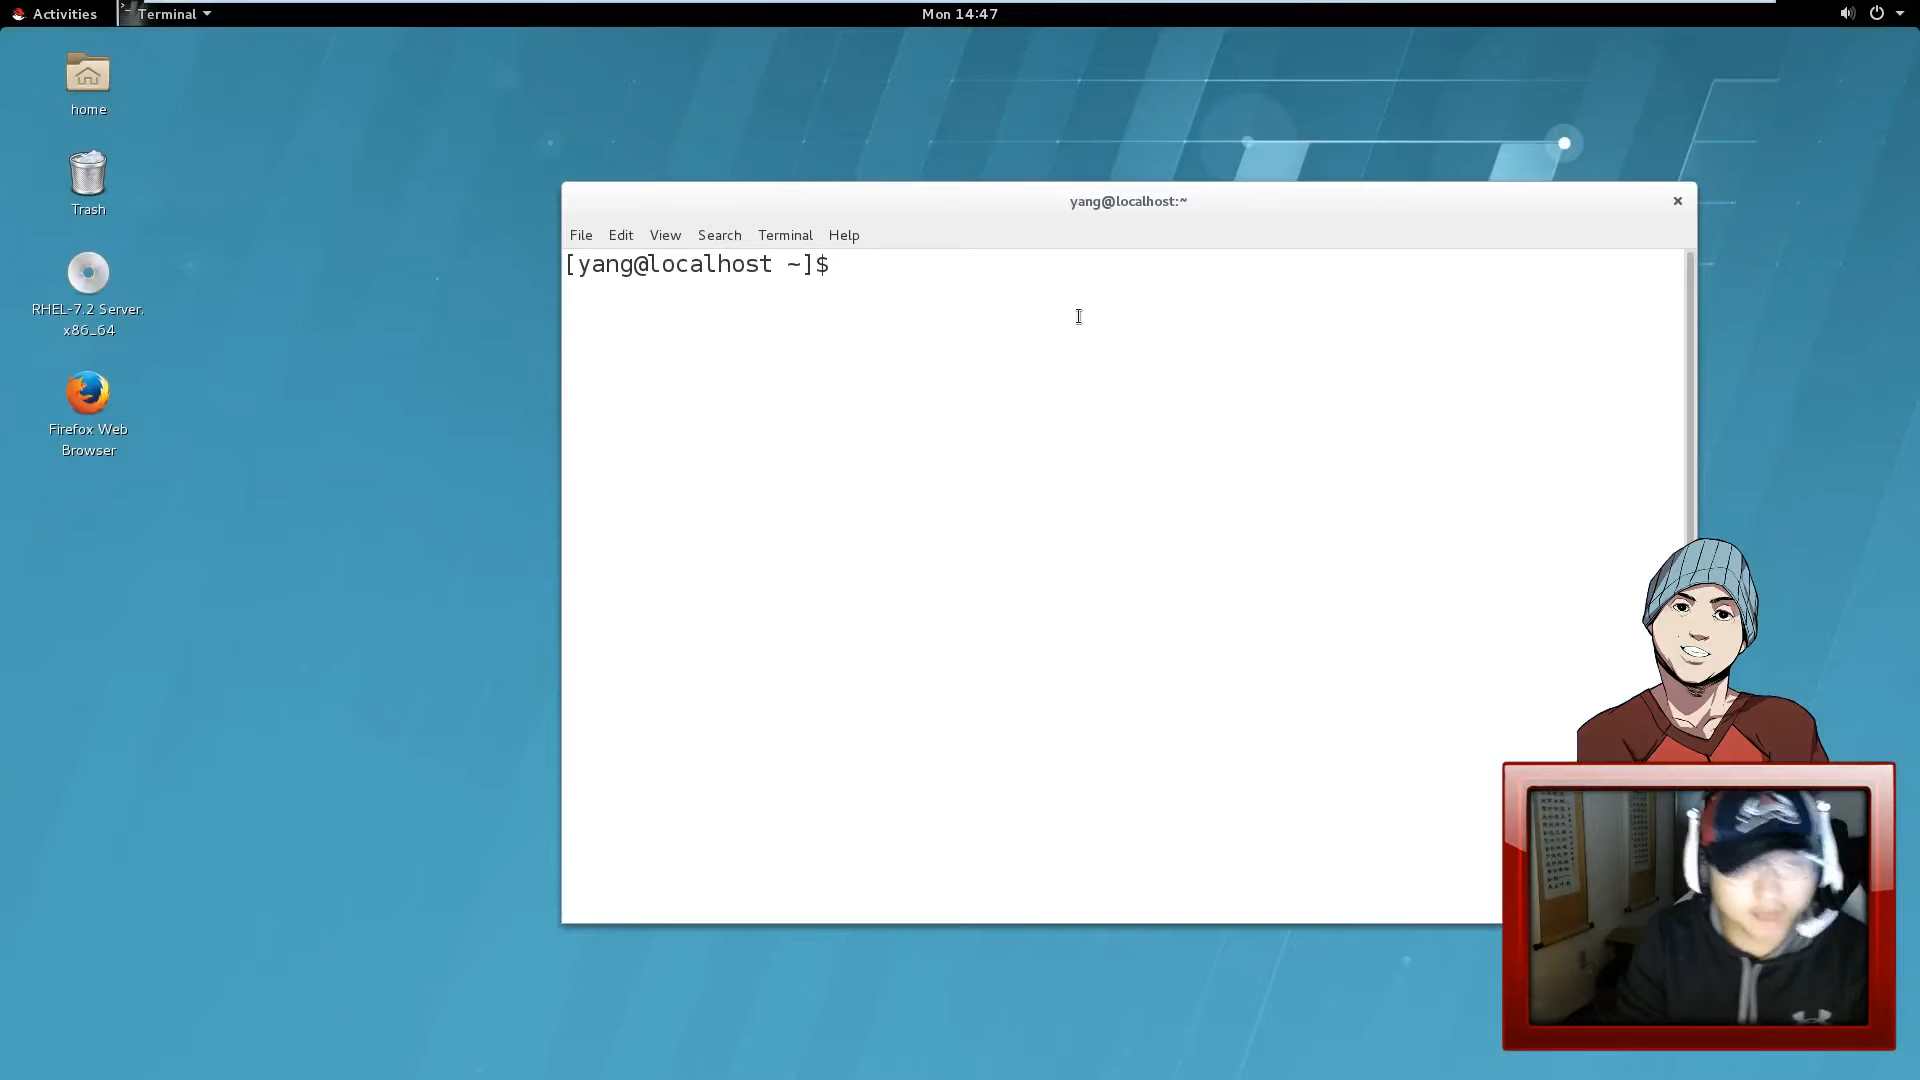 Activities
Terminal
Mon 14:47
home
Trash
RHEL-7.2 Server.
x86_64
Firefox Web
Browser
yang@localhost:~
File Edit View Search Terminal Help
[yang@localhost ~]$